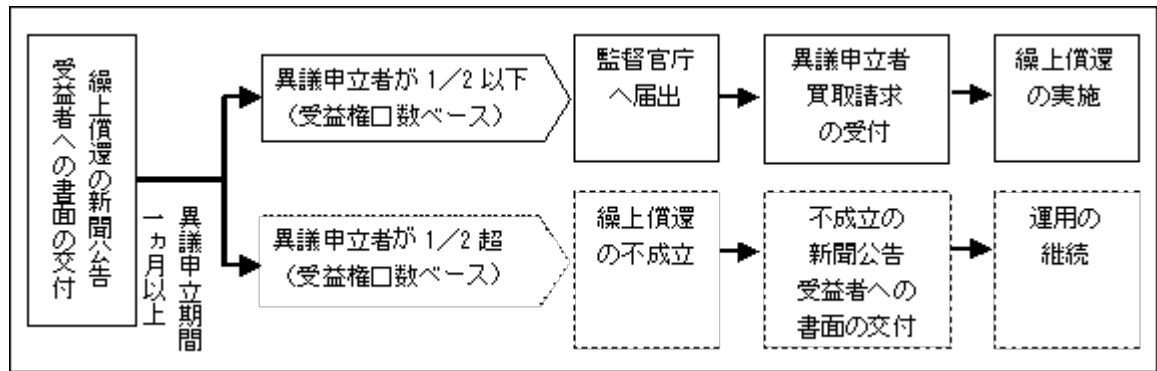 繰上償還の新聞公告
受益者への書面の交付
異議申立期間
一ヵ月以上
異議申立者が1/2以下
(受益権口数ベース)
監督官庁
へ届出
異議申立者
買取請求
の受付
繰上償還
の実施
異議申立者が1/2超
(受益権口数ベース)
繰上償還
の不成立
不成立の
新聞公告
受益者への
書面の交付
運用の
継続